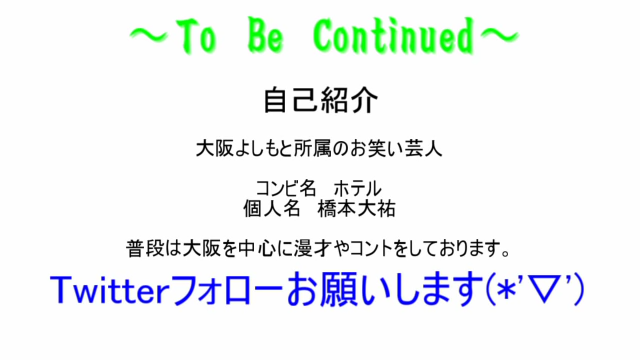 ～To Be Continued～
自己紹介
大阪よしもと所属のお笑い芸人
コンビ名　ホテル
個人名　橋本大祐
普段は大阪を中心に漫才やコントをしております。
Twitterフォローお願いします(*'▽')